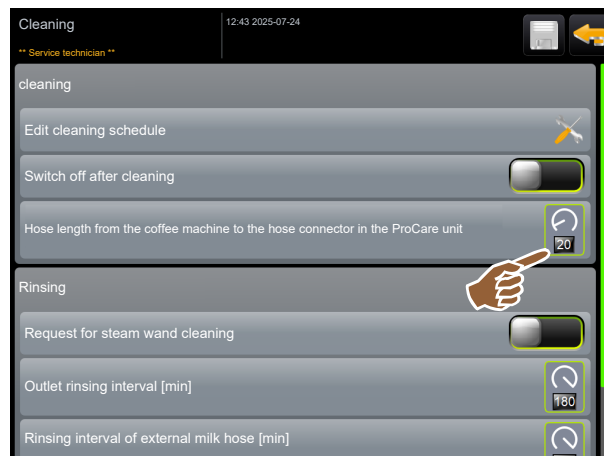 Cleaning
12:43 2025-07-24
** Service technician **
cleaning
Edit cleaning schedule
Switch off after cleaning
Hose length from the coffee machine to the hose connector in the ProCare unit
20
Rinsing
Request for steam wand cleaning
Outlet rinsing interval [min]
180
Rinsing interval of external milk hose [min]